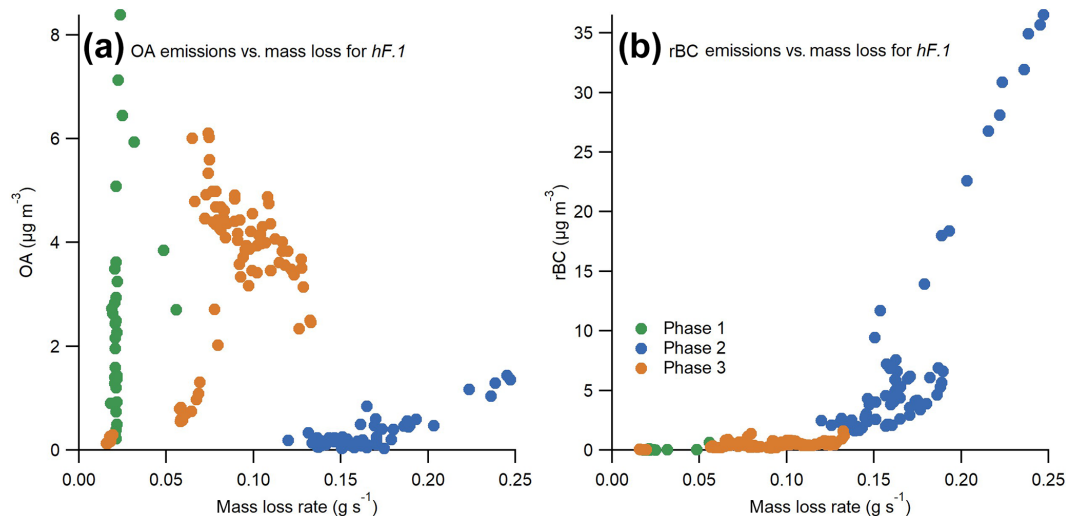 (a) OA emissions vs. mass loss for hF.1
8
6
4
2
0
OA (µg m⁻³)
0.00 0.05 0.10 0.15 0.20 0.25
Mass loss rate (g s⁻¹)
(b) rBC emissions vs. mass loss for hF.1
35
30
25
20
15
10
5
0
rBC (µg m⁻³)
Phase 1
Phase 2
Phase 3
0.00 0.05 0.10 0.15 0.20 0.25
Mass loss rate (g s⁻¹)